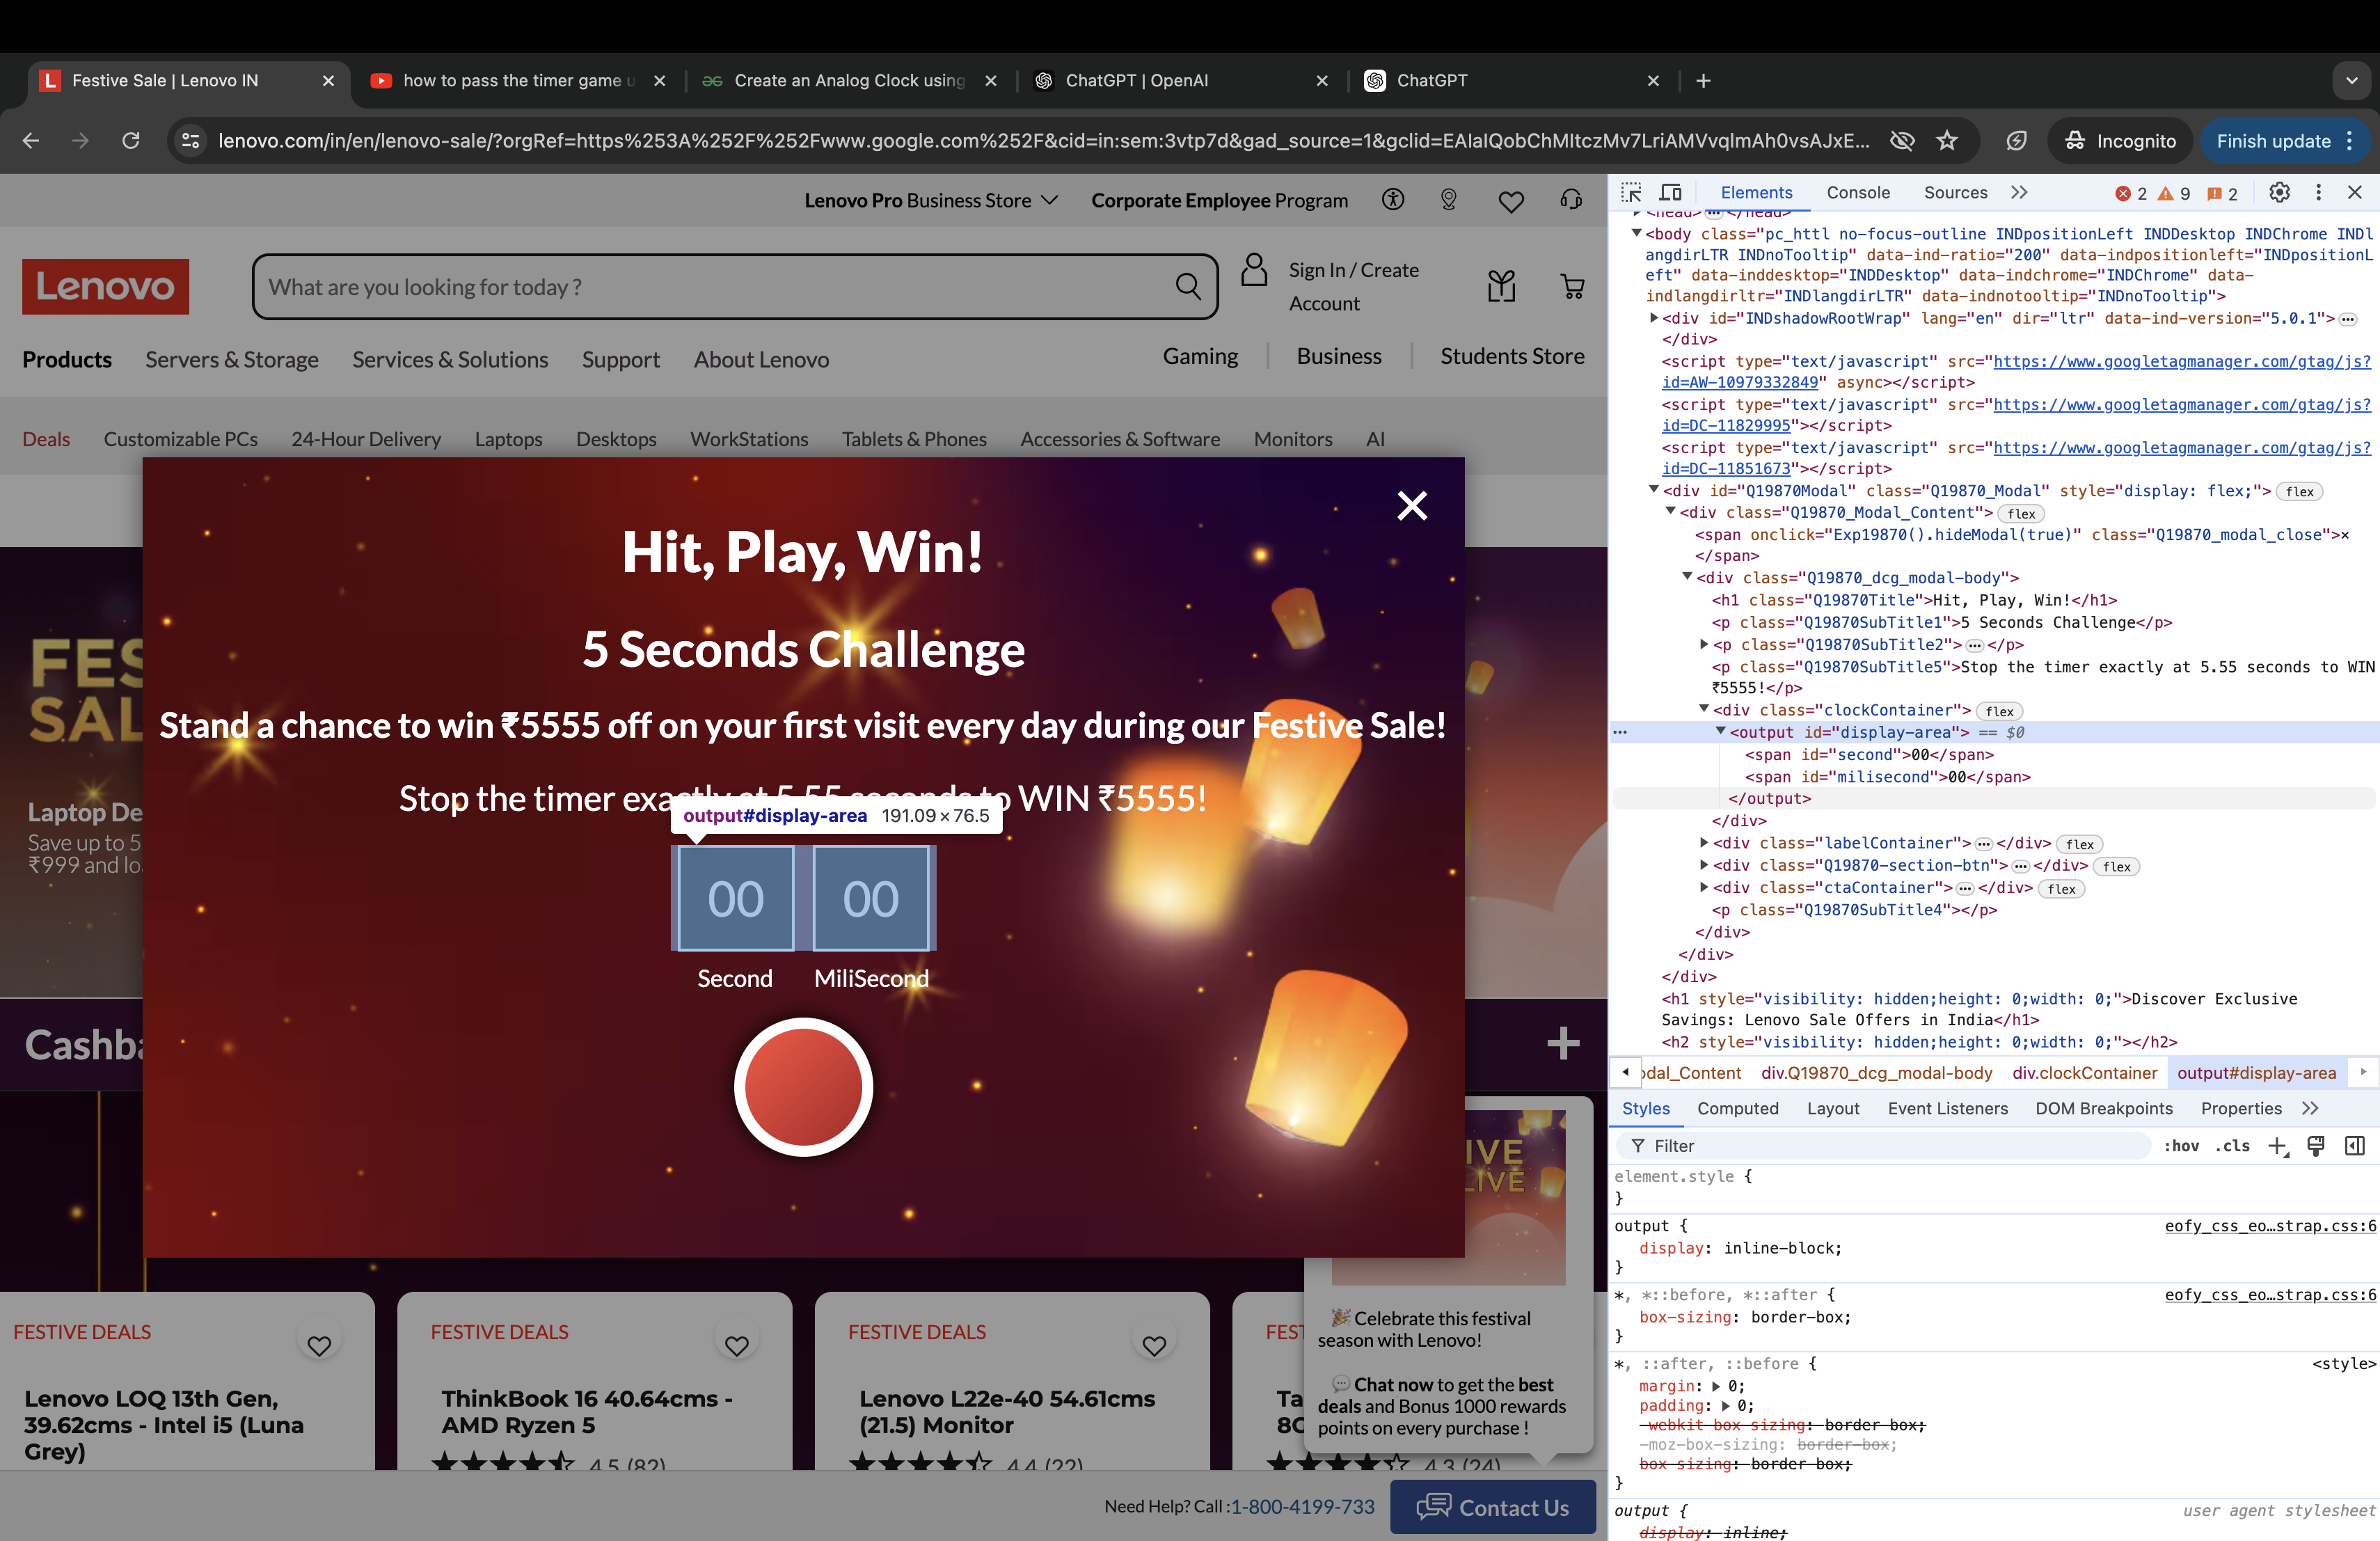 Festive Sale | Lenovo IN
how to pass the timer game u
Create an Analog Clock using
ChatGPT | OpenAI
ChatGPT
lenovo.com/in/en/lenovo-sale/?orgRef=https%253A%252F%252Fwww.google.com%252F&cid=in:sem:3vtp7d&gad_source=1&gclid=EAIaIQobChMItczMv7LriAMVvqlmAh0vsAJxE...
Incognito
Finish update
Lenovo Pro Business Store
Corporate Employee Program
Lenovo
What are you looking for today ?
Sign In / Create
Account
Products Servers & Storage Services & Solutions Support About Lenovo
Gaming Business Students Store
Deals Customizable PCs 24-Hour Delivery Laptops Desktops WorkStations Tablets & Phones Accessories & Software Monitors AI
FES
SAL
Laptop De
Save up to 5
₹999 and lo
Cashb
Hit, Play, Win!
5 Seconds Challenge
Stand a chance to win ₹5555 off on your first visit every day during our Festive Sale!
Stop the timer exactly at 5.55 seconds to WIN ₹5555!
output#display-area 191.09×76.5
00 00
Second MiliSecond
IVE
LIVE
🎉Celebrate this festival
season with Lenovo!
💬 Chat now to get the best
deals and Bonus 1000 rewards
points on every purchase !
FESTIVE DEALS
Lenovo LOQ 13th Gen,
39.62cms - Intel i5 (Luna
Grey)
FESTIVE DEALS
ThinkBook 16 40.64cms -
AMD Ryzen 5
4.5 (82)
FESTIVE DEALS
Lenovo L22e-40 54.61cms
(21.5) Monitor
4.4 (22)
FEST
Ta
8G
4.3 (24)
Need Help? Call :1-800-4199-733
Contact Us
Elements Console Sources
2 9 2
<head> </head>
<body class="pc_httl no-focus-outline INDpositionLeft INDDesktop INDChrome INDl
angdirLTR INDnoTooltip" data-ind-ratio="200" data-indpositionleft="INDpositionL
eft" data-inddesktop="INDDesktop" data-indchrome="INDChrome" data-
indlangdirltr="INDlangdirLTR" data-indnotooltip="INDnoTooltip">
<div id="INDshadowRootWrap" lang="en" dir="ltr" data-ind-version="5.0.1">
</div>
<script type="text/javascript" src="https://www.googletagmanager.com/gtag/js?
id=AW-10979332849" async></script>
<script type="text/javascript" src="https://www.googletagmanager.com/gtag/js?
id=DC-11829995"></script>
<script type="text/javascript" src="https://www.googletagmanager.com/gtag/js?
id=DC-11851673"></script>
<div id="Q19870Modal" class="Q19870_Modal" style="display: flex;"> flex
<div class="Q19870_Modal_Content"> flex
<span onclick="Exp19870().hideModal(true)" class="Q19870_modal_close">×
</span>
<div class="Q19870_dcg_modal-body">
<h1 class="Q19870Title">Hit, Play, Win!</h1>
<p class="Q19870SubTitle1">5 Seconds Challenge</p>
<p class="Q19870SubTitle2"> </p>
<p class="Q19870SubTitle5">Stop the timer exactly at 5.55 seconds to WIN
₹5555!</p>
<div class="clockContainer"> flex
<output id="display-area"> == $0
<span id="second">00</span>
<span id="milisecond">00</span>
</output>
</div>
<div class="labelContainer"> </div> flex
<div class="Q19870-section-btn"> </div> flex
<div class="ctaContainer"> </div> flex
<p class="Q19870SubTitle4"></p>
</div>
</div>
</div>
<h1 style="visibility: hidden;height: 0;width: 0;">Discover Exclusive
Savings: Lenovo Sale Offers in India</h1>
<h2 style="visibility: hidden;height: 0;width: 0;"></h2>
odal_Content div.Q19870_dcg_modal-body div.clockContainer output#display-area
Styles Computed Layout Event Listeners DOM Breakpoints Properties
Filter
:hov .cls
element.style {
}
output { eofy_css_eo…strap.css:6
display: inline-block;
}
*, *::before, *::after { eofy_css_eo…strap.css:6
box-sizing: border-box;
}
*, ::after, ::before { <style>
margin: 0;
padding: 0;
-webkit-box-sizing: border-box;
-moz-box-sizing: border-box;
box-sizing: border-box;
}
output { user agent stylesheet
display: inline;